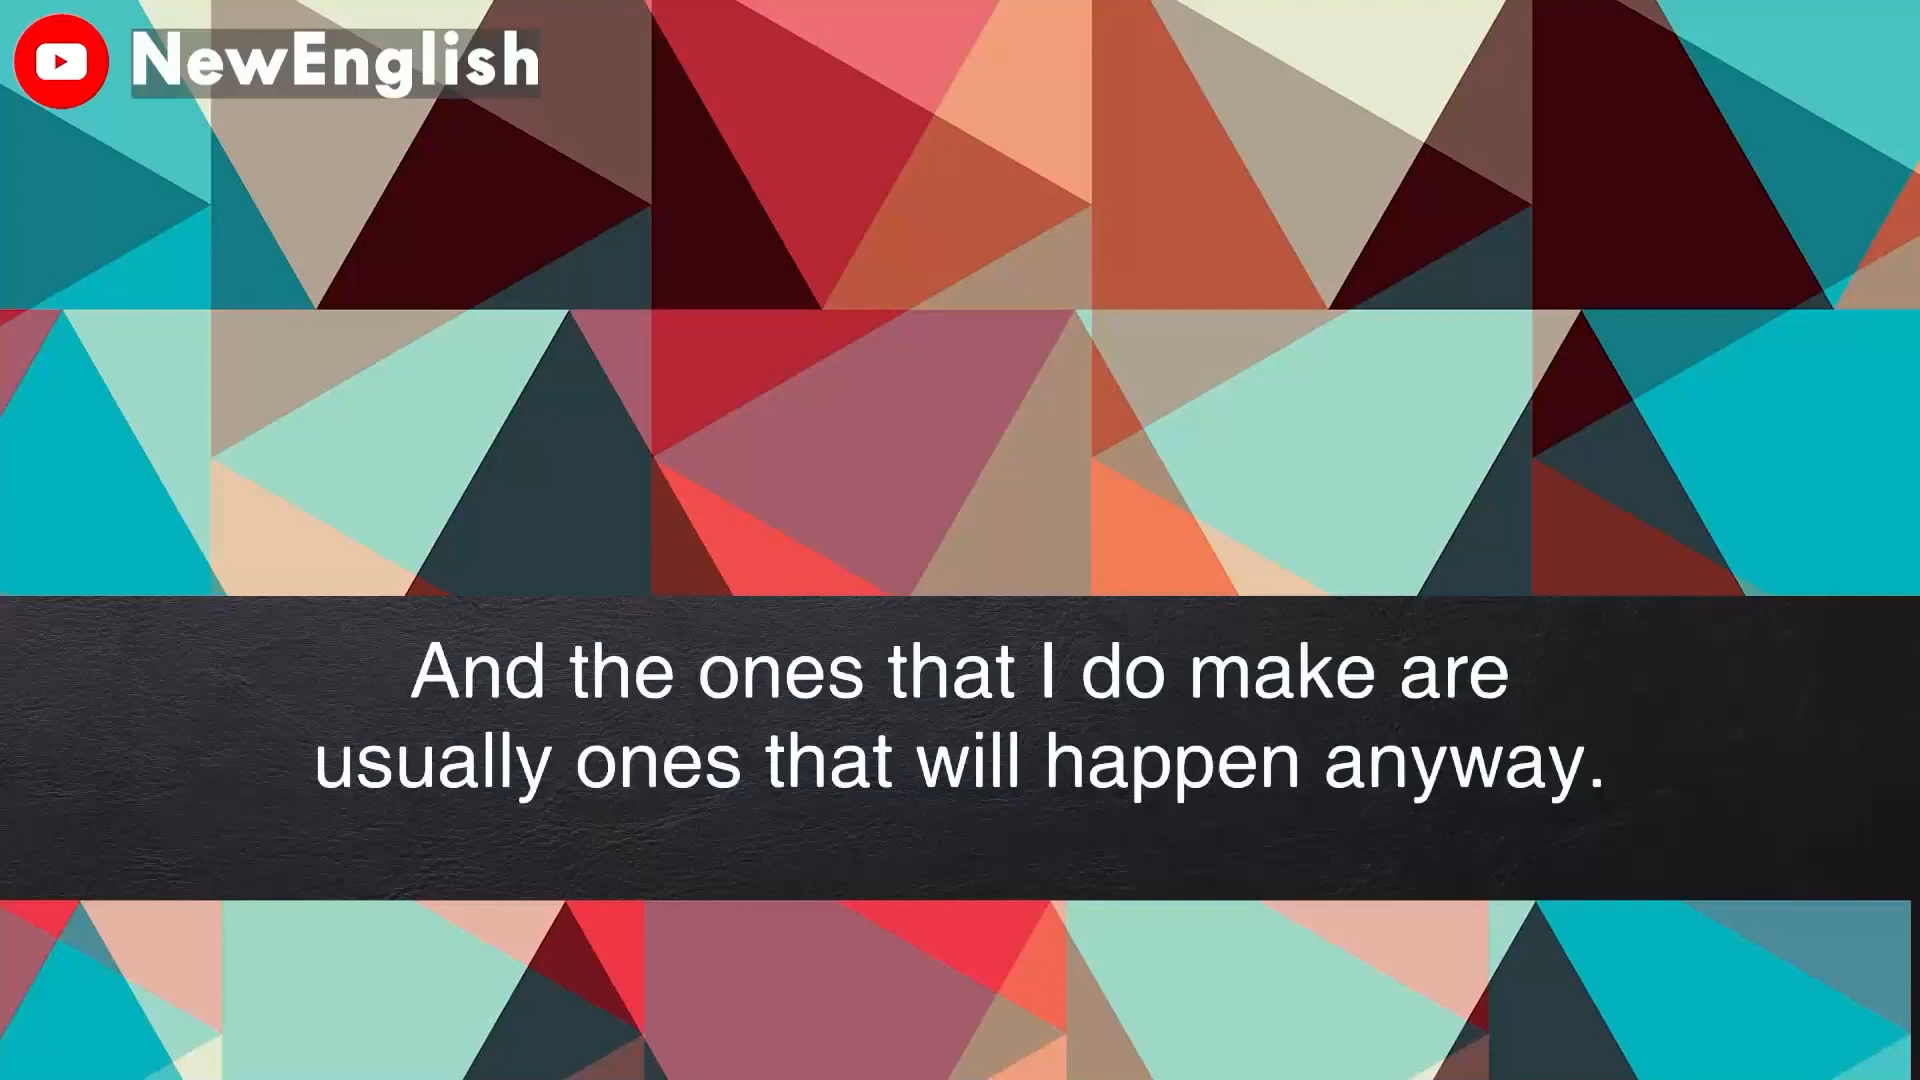 NewEnglish
And the ones that I do make are
usually ones that will happen anyway.